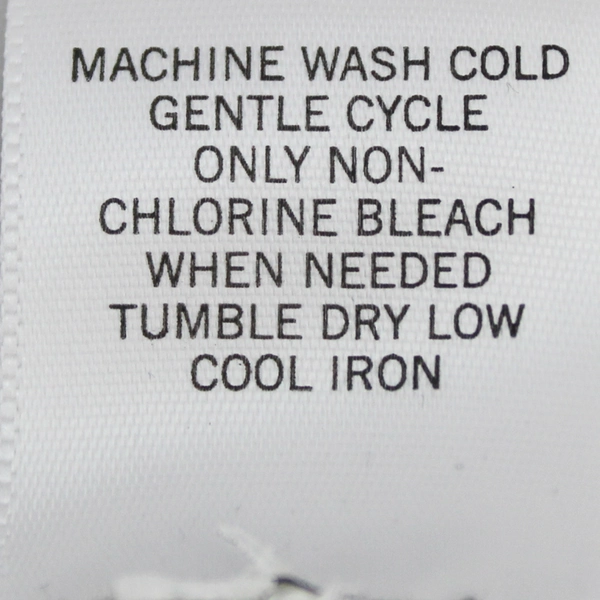 MACHINE WASH COLD
GENTLE CYCLE
ONLY NON-
CHLORINE BLEACH
WHEN NEEDED
TUMBLE DRY LOW
COOL IRON